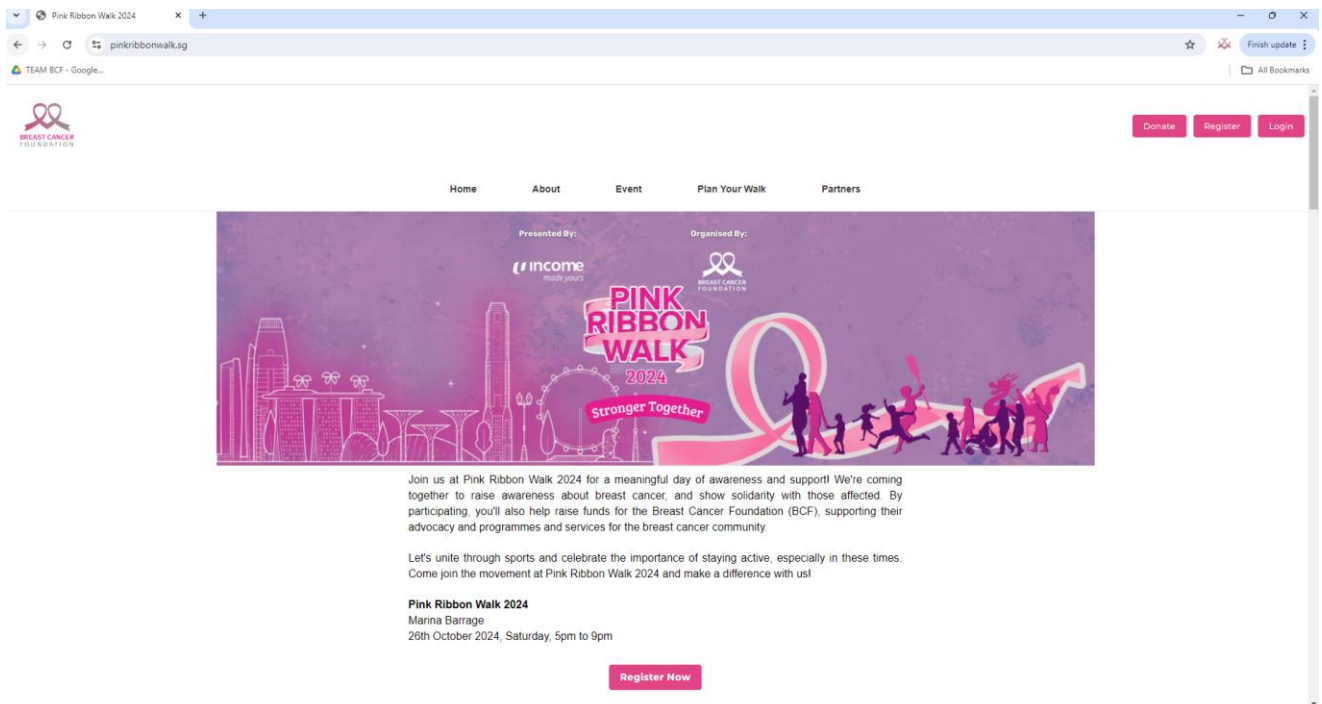 Pink Ribbon Walk 2024
pinkribbonwalk.sg
Finish update
TEAM BCF - Google...
All Bookmarks
BREAST CANCER
FOUNDATION
Donate Register Login
Home About Event Plan Your Walk Partners
Presented By: Organised By:
income
made yours
BREAST CANCER
FOUNDATION
PINK
RIBBON
WALK
2024
Stronger Together
Join us at Pink Ribbon Walk 2024 for a meaningful day of awareness and support! We're coming
together to raise awareness about breast cancer, and show solidarity with those affected. By
participating, you'll also help raise funds for the Breast Cancer Foundation (BCF), supporting their
advocacy and programmes and services for the breast cancer community.
Let's unite through sports and celebrate the importance of staying active, especially in these times.
Come join the movement at Pink Ribbon Walk 2024 and make a difference with us!
Pink Ribbon Walk 2024
Marina Barrage
26th October 2024, Saturday, 5pm to 9pm
Register Now